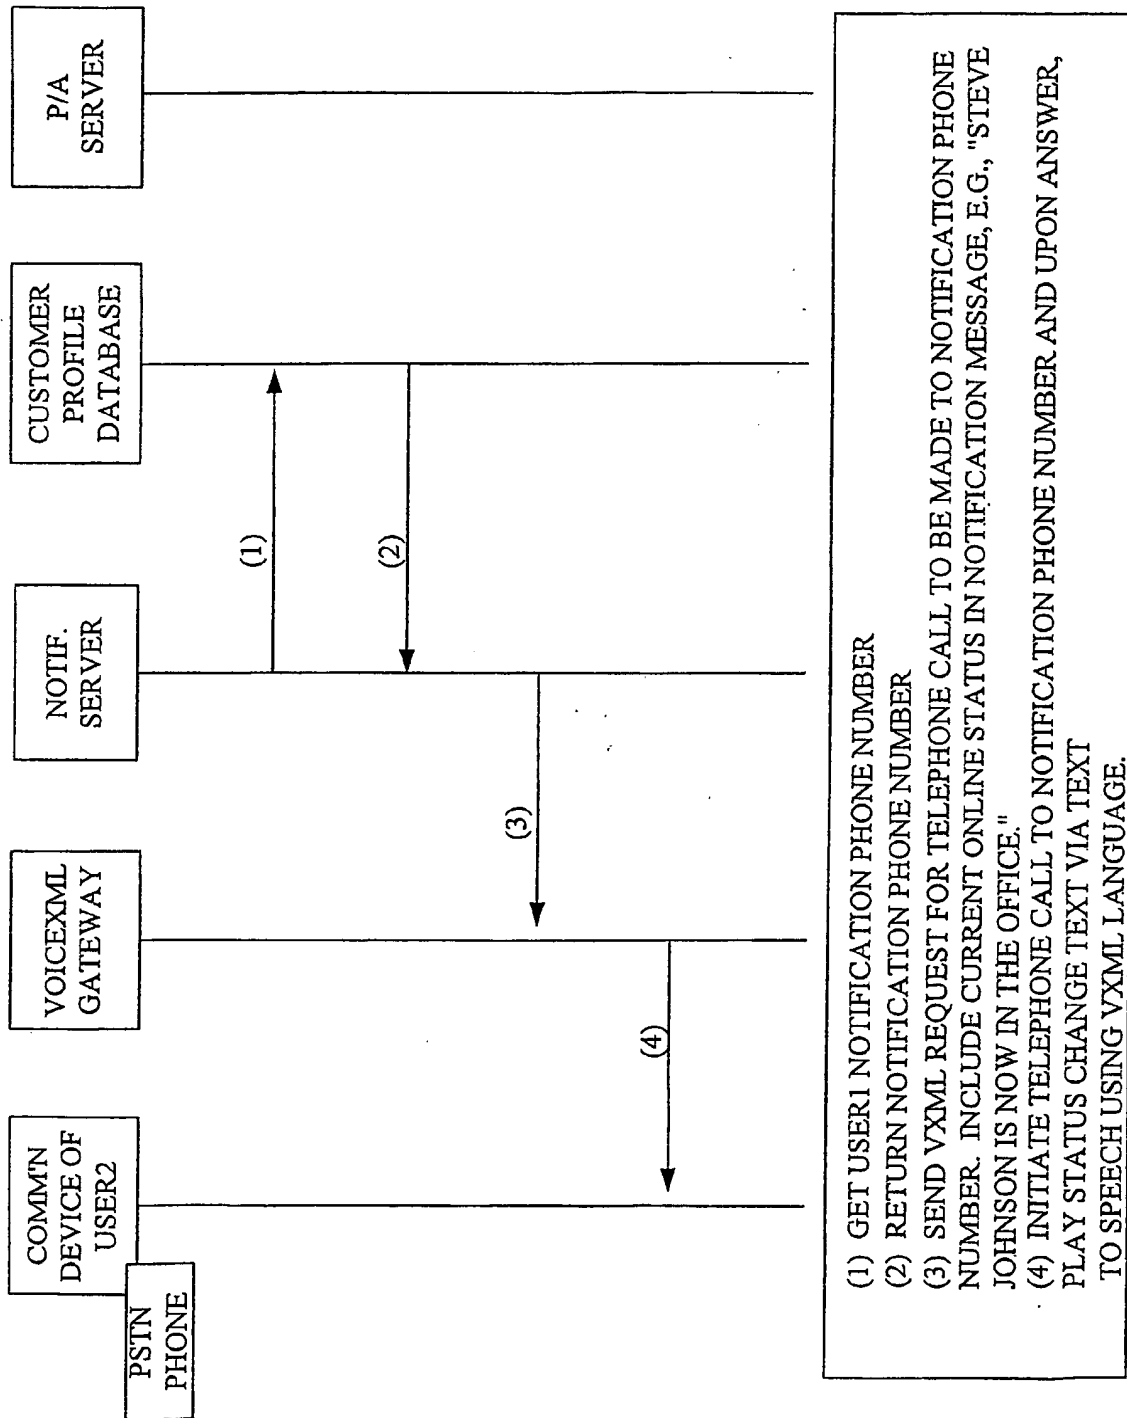 PSTN
PHONE
COMM'N
DEVICE OF
USER2
VOICEXML
GATEWAY
NOTIF.
SERVER
CUSTOMER
PROFILE
DATABASE
P/A
SERVER
(1)
(2)
(3)
(4)
(1) GET USER1 NOTIFICATION PHONE NUMBER
(2) RETURN NOTIFICATION PHONE NUMBER
(3) SEND VXML REQUEST FOR TELEPHONE CALL TO BE MADE TO NOTIFICATION PHONE
NUMBER. INCLUDE CURRENT ONLINE STATUS IN NOTIFICATION MESSAGE, E.G., "STEVE
JOHNSON IS NOW IN THE OFFICE."
(4) INITIATE TELEPHONE CALL TO NOTIFICATION PHONE NUMBER AND UPON ANSWER,
PLAY STATUS CHANGE TEXT VIA TEXT
TO SPEECH USING VXML LANGUAGE.